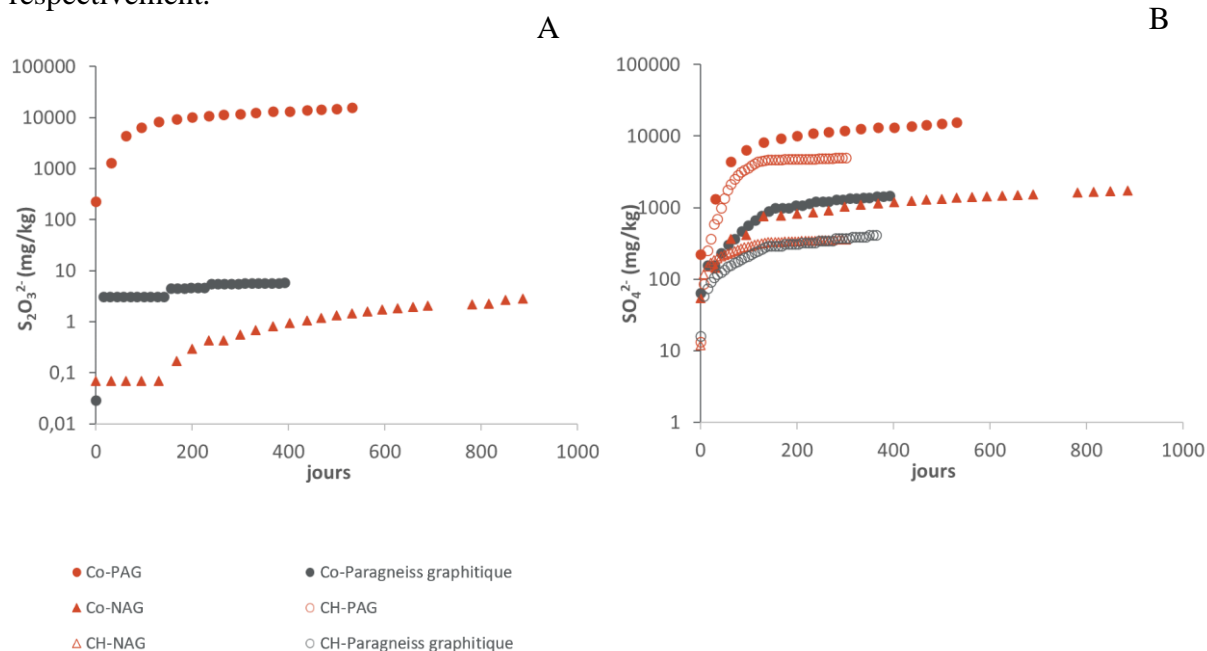 respectivement.
A
B
100000
10000
1000
100
10
1
0,1
0,01
S₂O₃²⁻ (mg/kg)
0 200 400 600 800 1000
jours
100000
10000
1000
100
10
1
SO₄²⁻ (mg/kg)
0 200 400 600 800 1000
jours
Co-PAG
Co-Paragneiss graphitique
Co-NAG
CH-PAG
CH-NAG
CH-Paragneiss graphitique